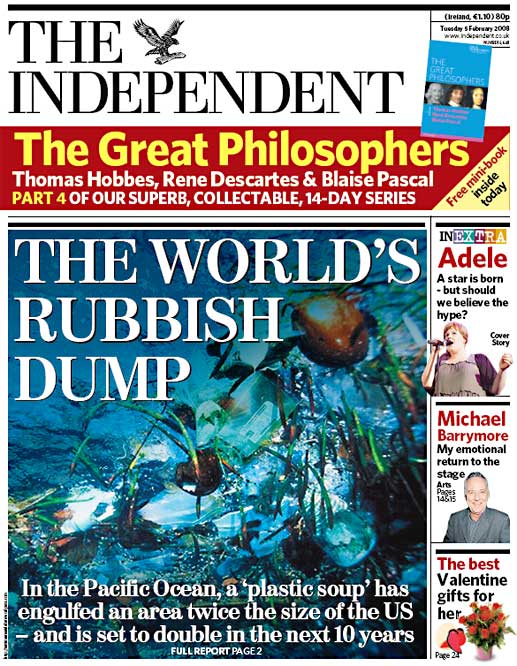 THE
INDEPENDENT
(Ireland, €1.10) 80p
Tuesday 5 February 2008
www.independent.co.uk
THE
GREAT
PHILOSOPHERS
The Great Philosophers
Thomas Hobbes, Rene Descartes & Blaise Pascal
PART 4 OF OUR SUPERB, COLLECTABLE, 14-DAY SERIES
Free mini-book
inside
today
THE WORLD'S
RUBBISH
DUMP
In the Pacific Ocean, a ‘plastic soup’ has
engulfed an area twice the size of the US
– and is set to double in the next 10 years
FULL REPORT PAGE 2
IN EXTRA
Adele
A star is born
- but should
we believe the
hype?
Cover
Story
Michael
Barrymore
My emotional
return to the
stage
Arts
Pages
14&15
The best
Valentine
gifts for
her
Page 24